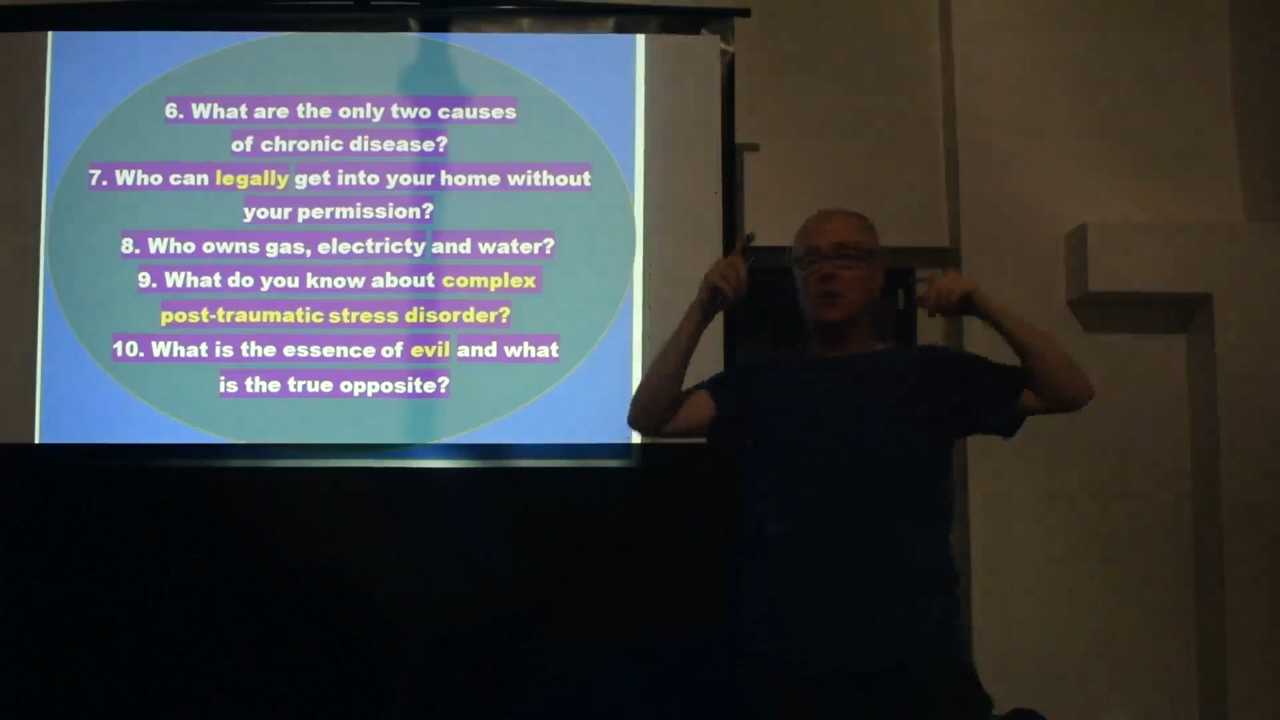 6. What are the only two causes
of chronic disease?
7. Who can legally get into your home without
your permission?
8. Who owns gas, electricty and water?
9. What do you know about complex
post-traumatic stress disorder?
10. What is the essence of evil and what
is the true opposite?